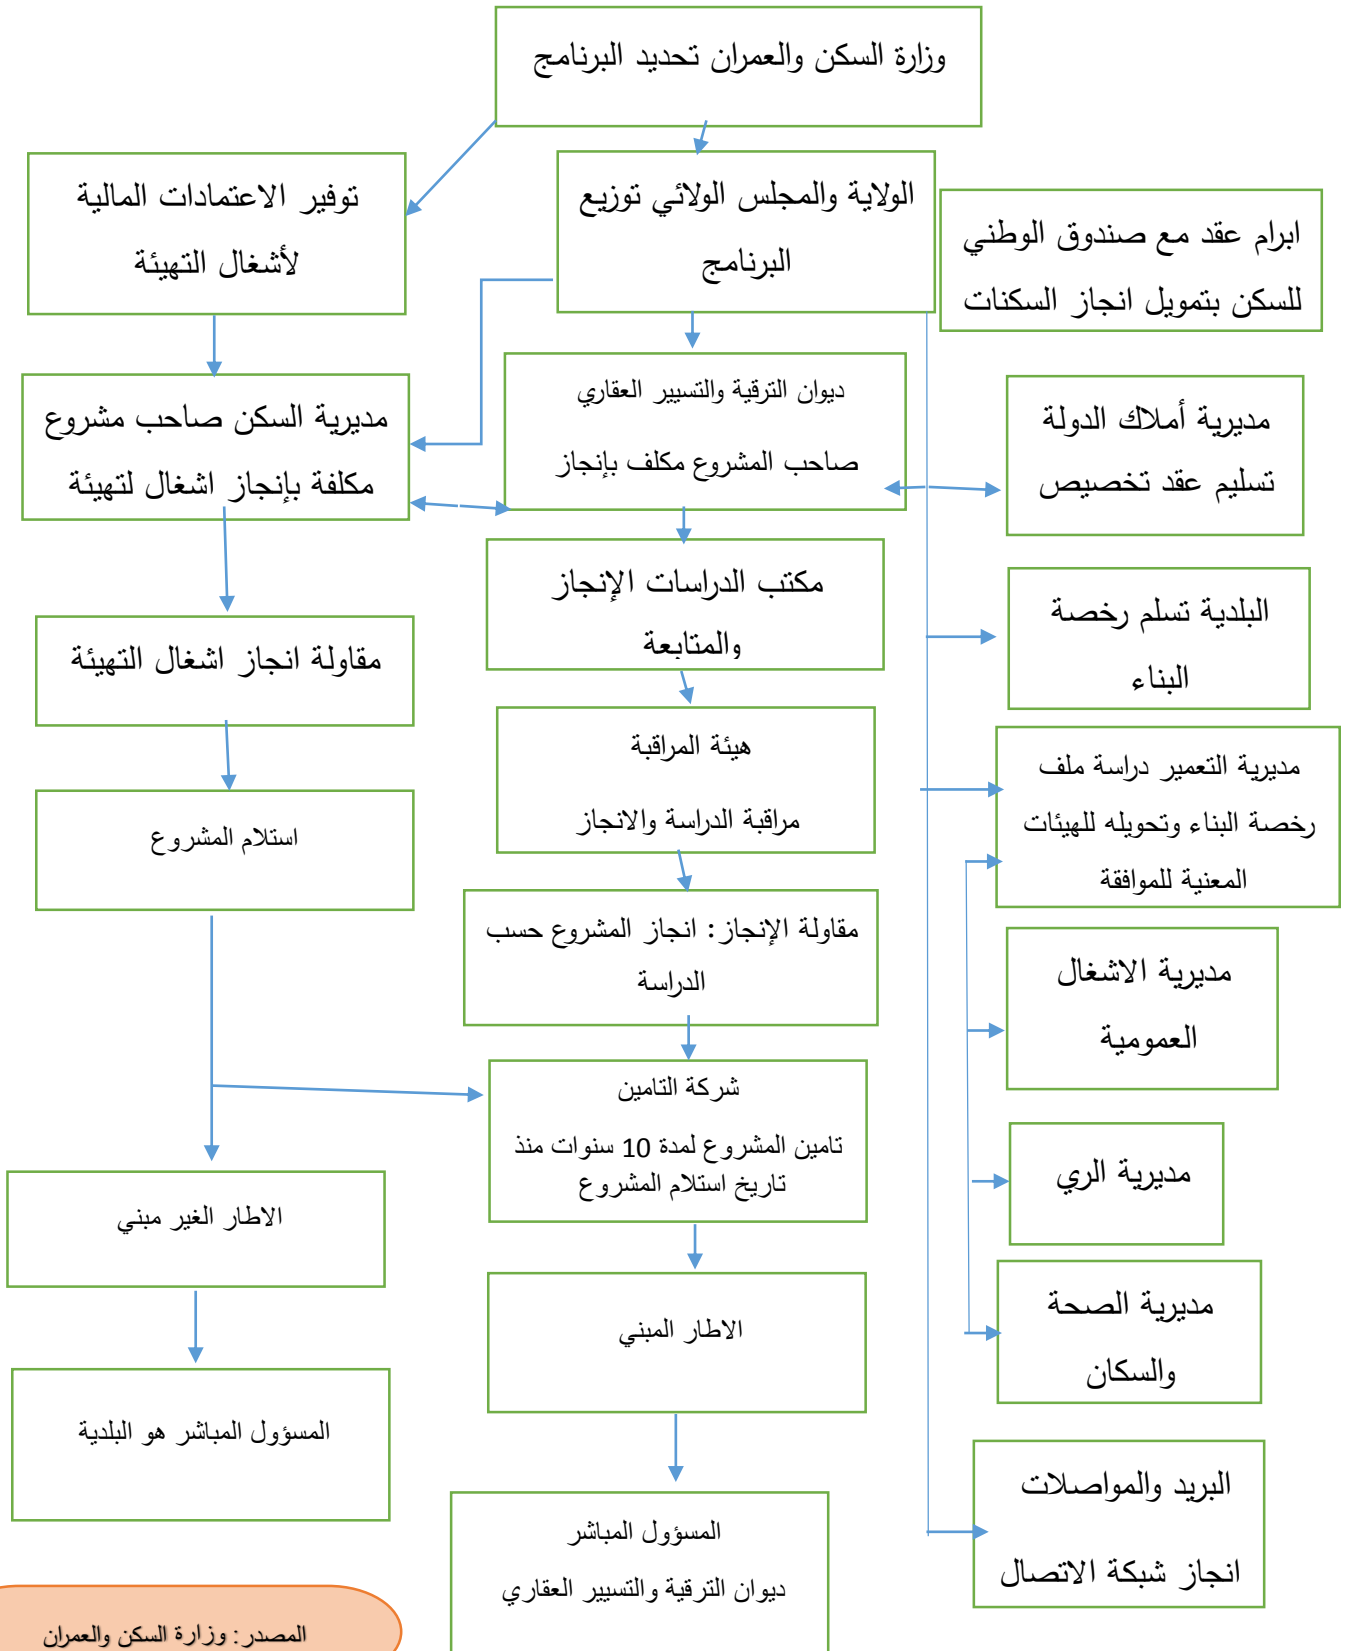 وزارة السكن والعمران تحديد البرنامج
الولاية والمجلس الولائي توزيع
البرنامج
توفير الاعتمادات المالية
لأشغال التهيئة
ابرام عقد مع صندوق الوطني
للسكن بتمويل انجاز السكنات
ديوان الترقية والتسيير العقاري
صاحب المشروع مكلف بإنجاز
مديرية السكن صاحب مشروع
مكلفة بإنجاز اشغال لتهيئة
مديرية أملاك الدولة
تسليم عقد تخصيص
مكتب الدراسات الإنجاز
والمتابعة
البلدية تسلم رخصة
البناء
مقاولة انجاز اشغال التهيئة
هيئة المراقبة
مراقبة الدراسة والانجاز
مديرية التعمير دراسة ملف
رخصة البناء وتحويله للهيئات
المعنية للموافقة
استلام المشروع
مقاولة الإنجاز: انجاز المشروع حسب
الدراسة
مديرية الاشغال
العمومية
شركة التامين
تامين المشروع لمدة 10 سنوات منذ
تاريخ استلام المشروع
مديرية الري
الاطار الغير مبني
الاطار المبني
مديرية الصحة
والسكان
المسؤول المباشر هو البلدية
المسؤول المباشر
ديوان الترقية والتسيير العقاري
البريد والمواصلات
انجاز شبكة الاتصال
المصدر: وزارة السكن والعمران